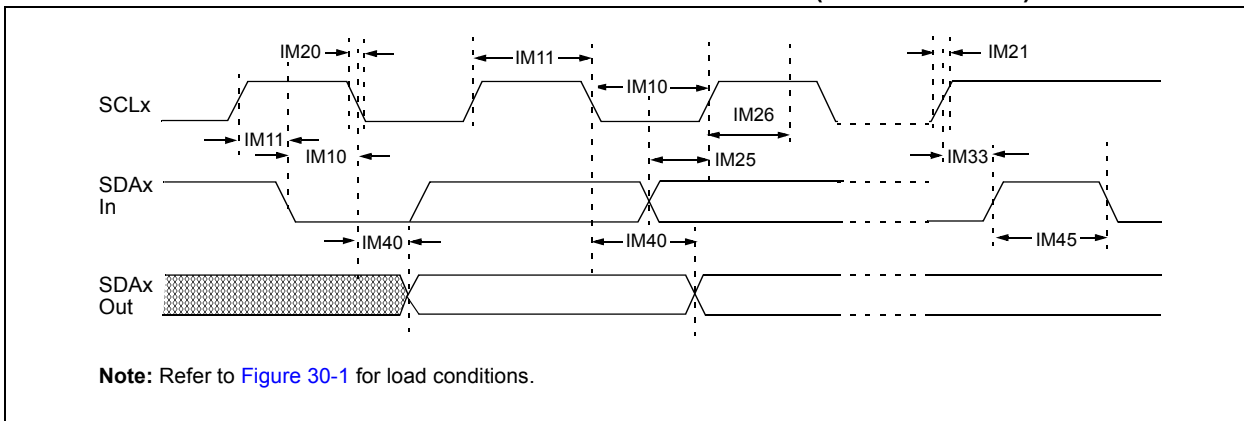 IM20
IM11
IM21
IM10
SCLx
IM26
IM11
IM10
IM25
IM33
SDAx
In
IM40
IM40
IM45
SDAx
Out
Note: Refer to Figure 30-1 for load conditions.